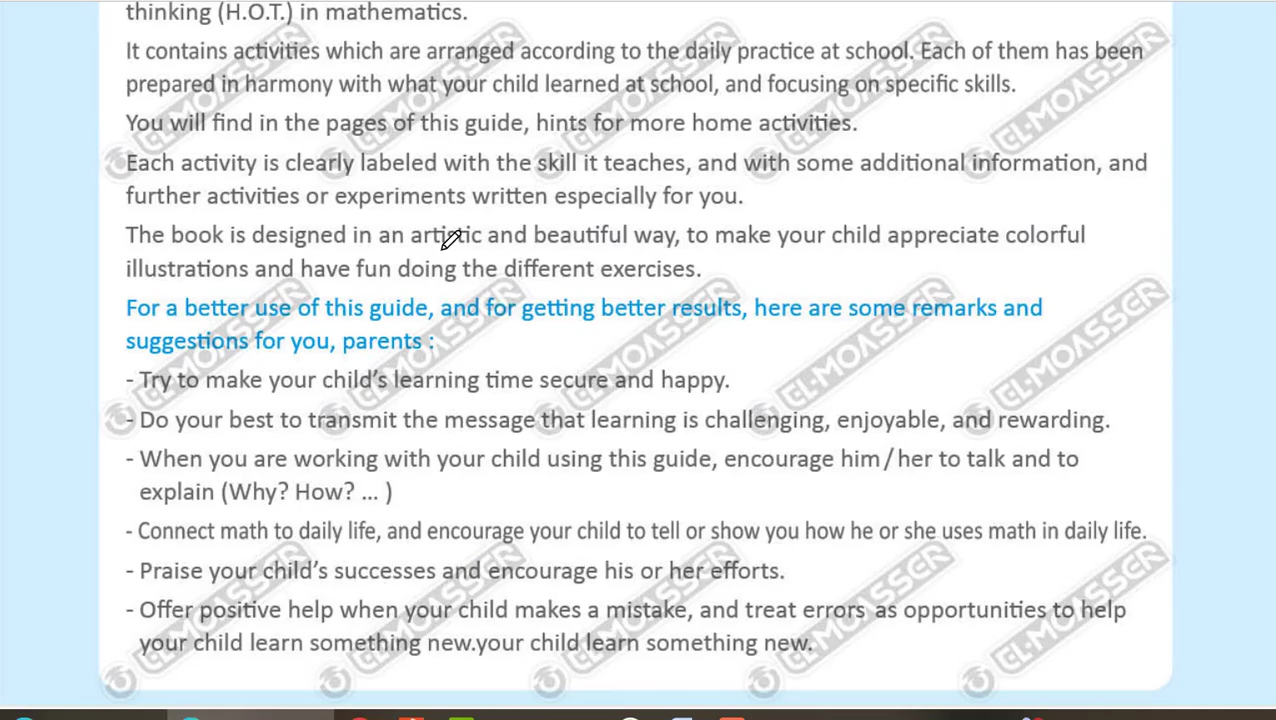 thinking (H.O.T.) in mathematics.
It contains activities which are arranged according to the daily practice at school. Each of them has been
prepared in harmony with what your child learned at school, and focusing on specific skills.
You will find in the pages of this guide, hints for more home activities.
Each activity is clearly labeled with the skill it teaches, and with some additional information, and
further activities or experiments written especially for you.
The book is designed in an artistic and beautiful way, to make your child appreciate colorful
illustrations and have fun doing the different exercises.
For a better use of this guide, and for getting better results, here are some remarks and
suggestions for you, parents :
- Try to make your child's learning time secure and happy.
- Do your best to transmit the message that learning is challenging, enjoyable, and rewarding.
- When you are working with your child using this guide, encourage him / her to talk and to
explain (Why? How? ... )
- Connect math to daily life, and encourage your child to tell or show you how he or she uses math in daily life.
- Praise your child's successes and encourage his or her efforts.
- Offer positive help when your child makes a mistake, and treat errors as opportunities to help
your child learn something new.your child learn something new.